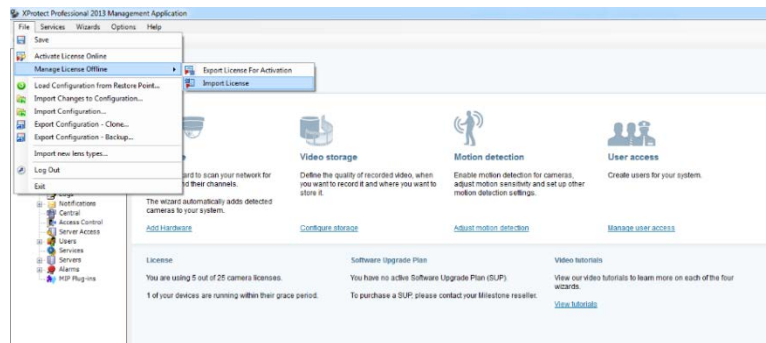 XProtect Professional 2013 Management Application
File Services Wizards Options Help
Save
Activate License Online
Manage License Offline
Export License For Activation
Import License
Load Configuration from Restore Point...
Import Changes to Configuration...
Import Configuration...
Export Configuration - Clone...
Export Configuration - Backup...
Import new lens types...
Log Out
Exit
Logs
Notifications
Central
Access Control
Server Access
Users
Services
Servers
Alarms
MIP Plug-ins
to scan your network for
their channels.
The wizard automatically adds detected
cameras to your system.
Add Hardware
Video storage
Define the quality of recorded video, when
you want to record it and where you want to
store it.
Configure storage
Motion detection
Enable motion detection for cameras,
adjust motion sensitivity and set up other
motion detection settings.
Adjust motion detection
User access
Create users for your system.
Manage user access
License
You are using 5 out of 25 camera licenses.
1 of your devices are running within their grace period.
Software Upgrade Plan
You have no active Software Upgrade Plan (SUP).
To purchase a SUP, please contact your Milestone reseller.
Video tutorials
View our video tutorials to learn more on each of the four
wizards.
View tutorials